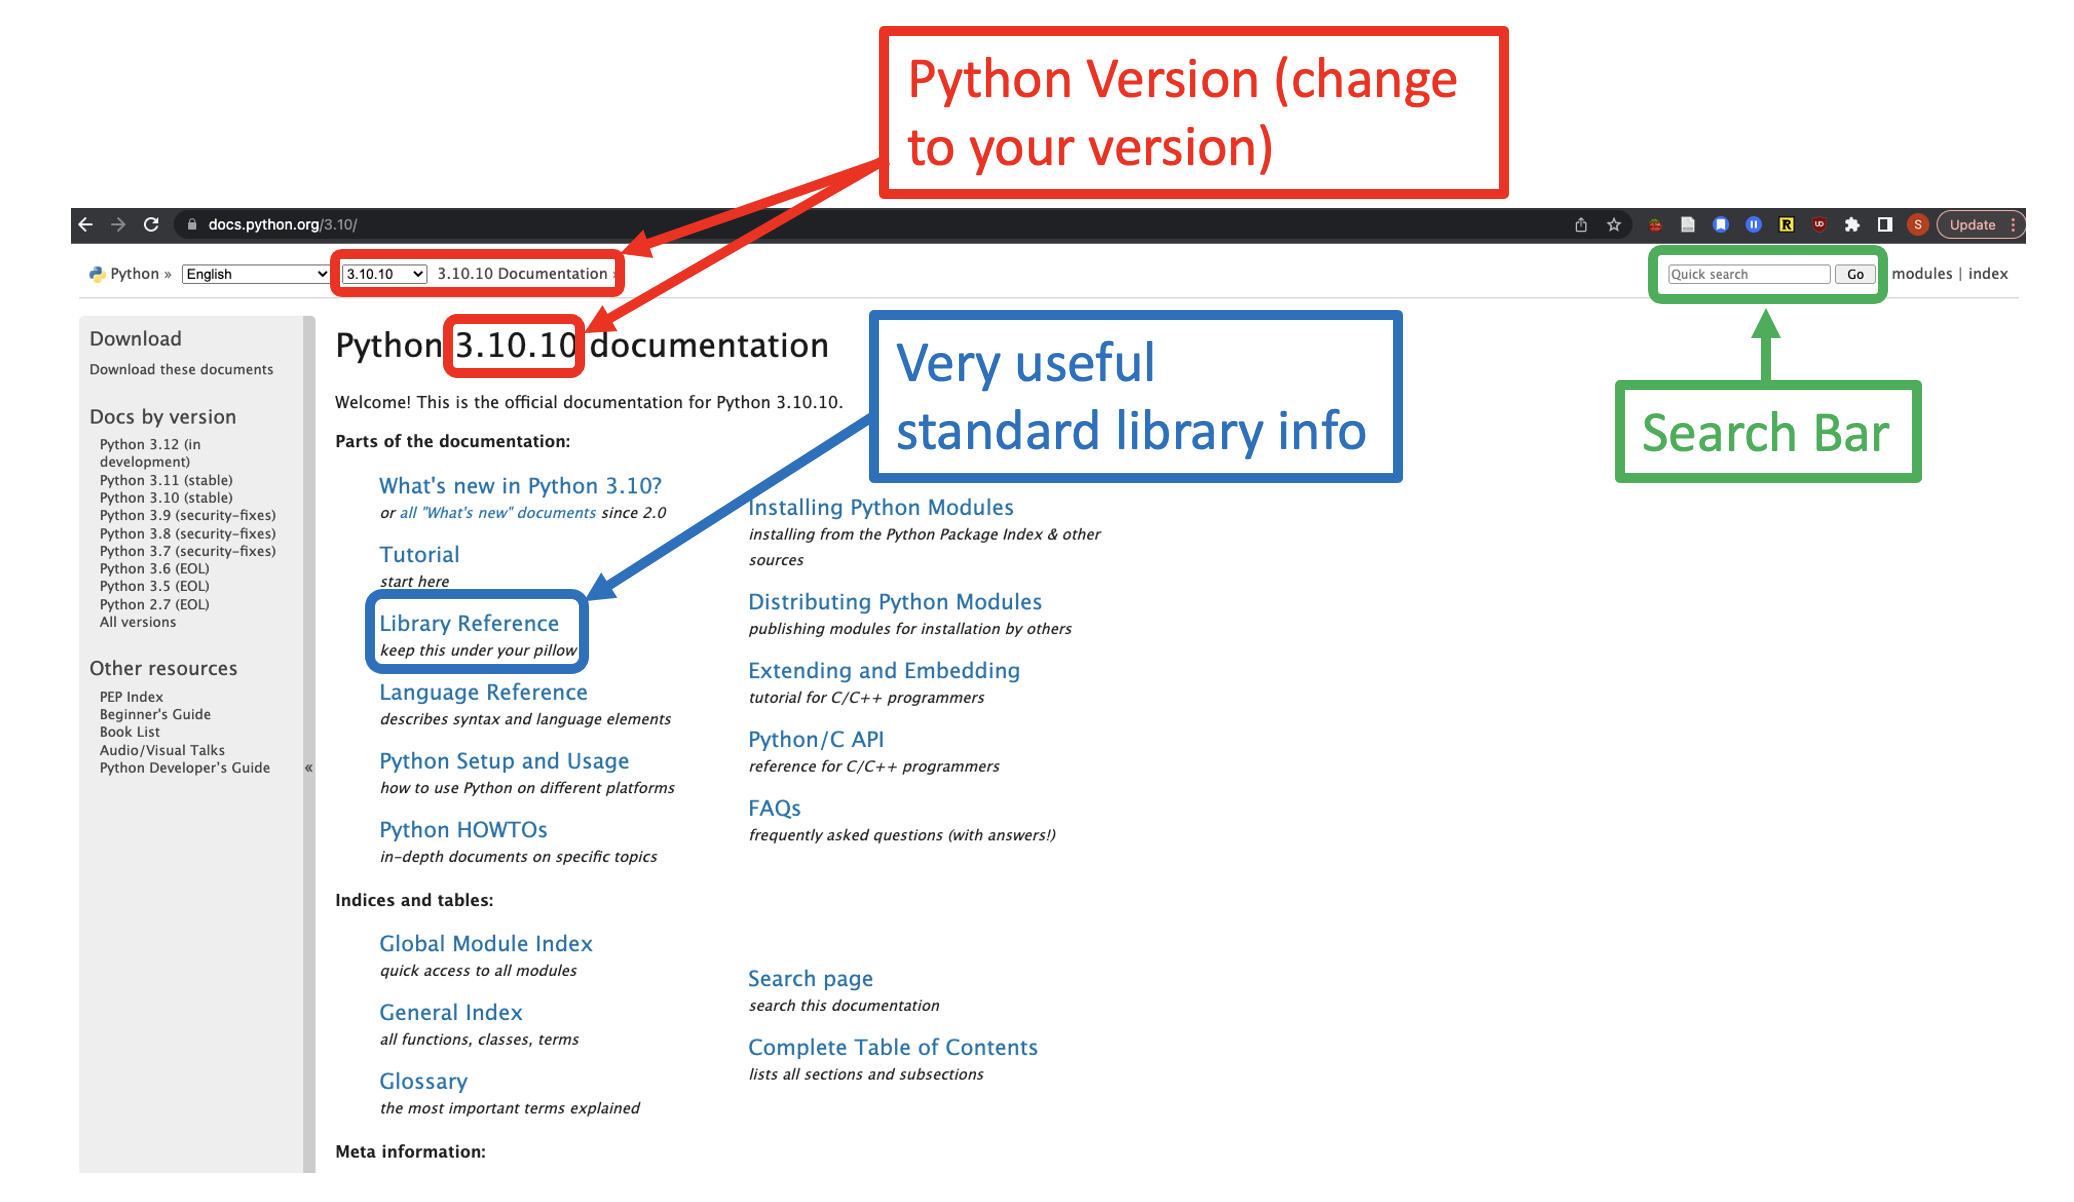 Python Version (change
to your version)
docs.python.org/3.10/
S
Update
Python »
English
3.10.10
3.10.10 Documentation »
Quick search
Go
modules | index
Download
Download these documents
Docs by version
Python 3.12 (in
development)
Python 3.11 (stable)
Python 3.10 (stable)
Python 3.9 (security-fixes)
Python 3.8 (security-fixes)
Python 3.7 (security-fixes)
Python 3.6 (EOL)
Python 3.5 (EOL)
Python 2.7 (EOL)
All versions
Other resources
PEP Index
Beginner's Guide
Book List
Audio/Visual Talks
Python Developer's Guide
«
Python 3.10.10 documentation
Welcome! This is the official documentation for Python 3.10.10.
Parts of the documentation:
Very useful
standard library info
Search Bar
What's new in Python 3.10?
or all "What's new" documents since 2.0
Tutorial
start here
Library Reference
keep this under your pillow
Language Reference
describes syntax and language elements
Python Setup and Usage
how to use Python on different platforms
Python HOWTOs
in-depth documents on specific topics
Installing Python Modules
installing from the Python Package Index & other
sources
Distributing Python Modules
publishing modules for installation by others
Extending and Embedding
tutorial for C/C++ programmers
Python/C API
reference for C/C++ programmers
FAQs
frequently asked questions (with answers!)
Indices and tables:
Global Module Index
quick access to all modules
General Index
all functions, classes, terms
Glossary
the most important terms explained
Search page
search this documentation
Complete Table of Contents
lists all sections and subsections
Meta information: